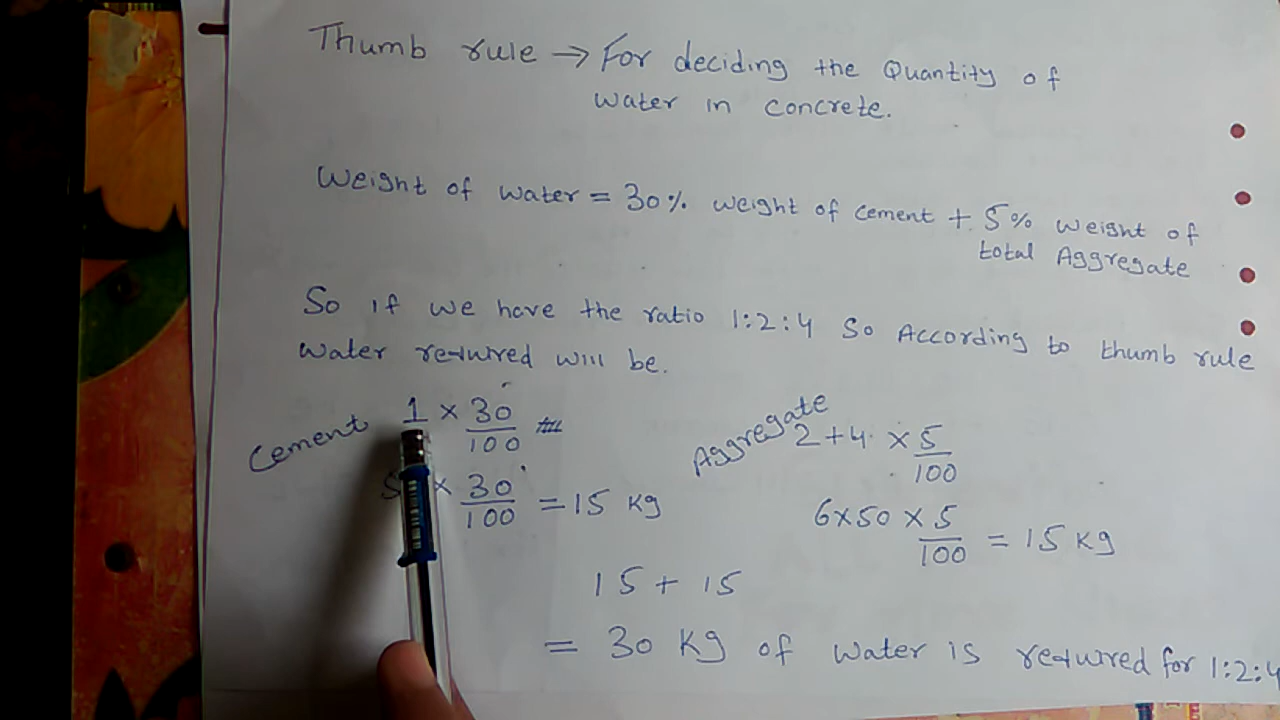 Thumb rule → For deciding the Quantity of
water in concrete.
Weight of water = 30% weight of cement + 5% weight of
total Aggregate
So if we have the ratio 1:2:4 So According to thumb rule
water required will be.
Cement 1 × 30/100
Aggregate 2+4 × 5/100
× 30/100 = 15 kg
6×50 × 5/100 = 15 kg
15 + 15
= 30 kg of water is required for 1:2:4